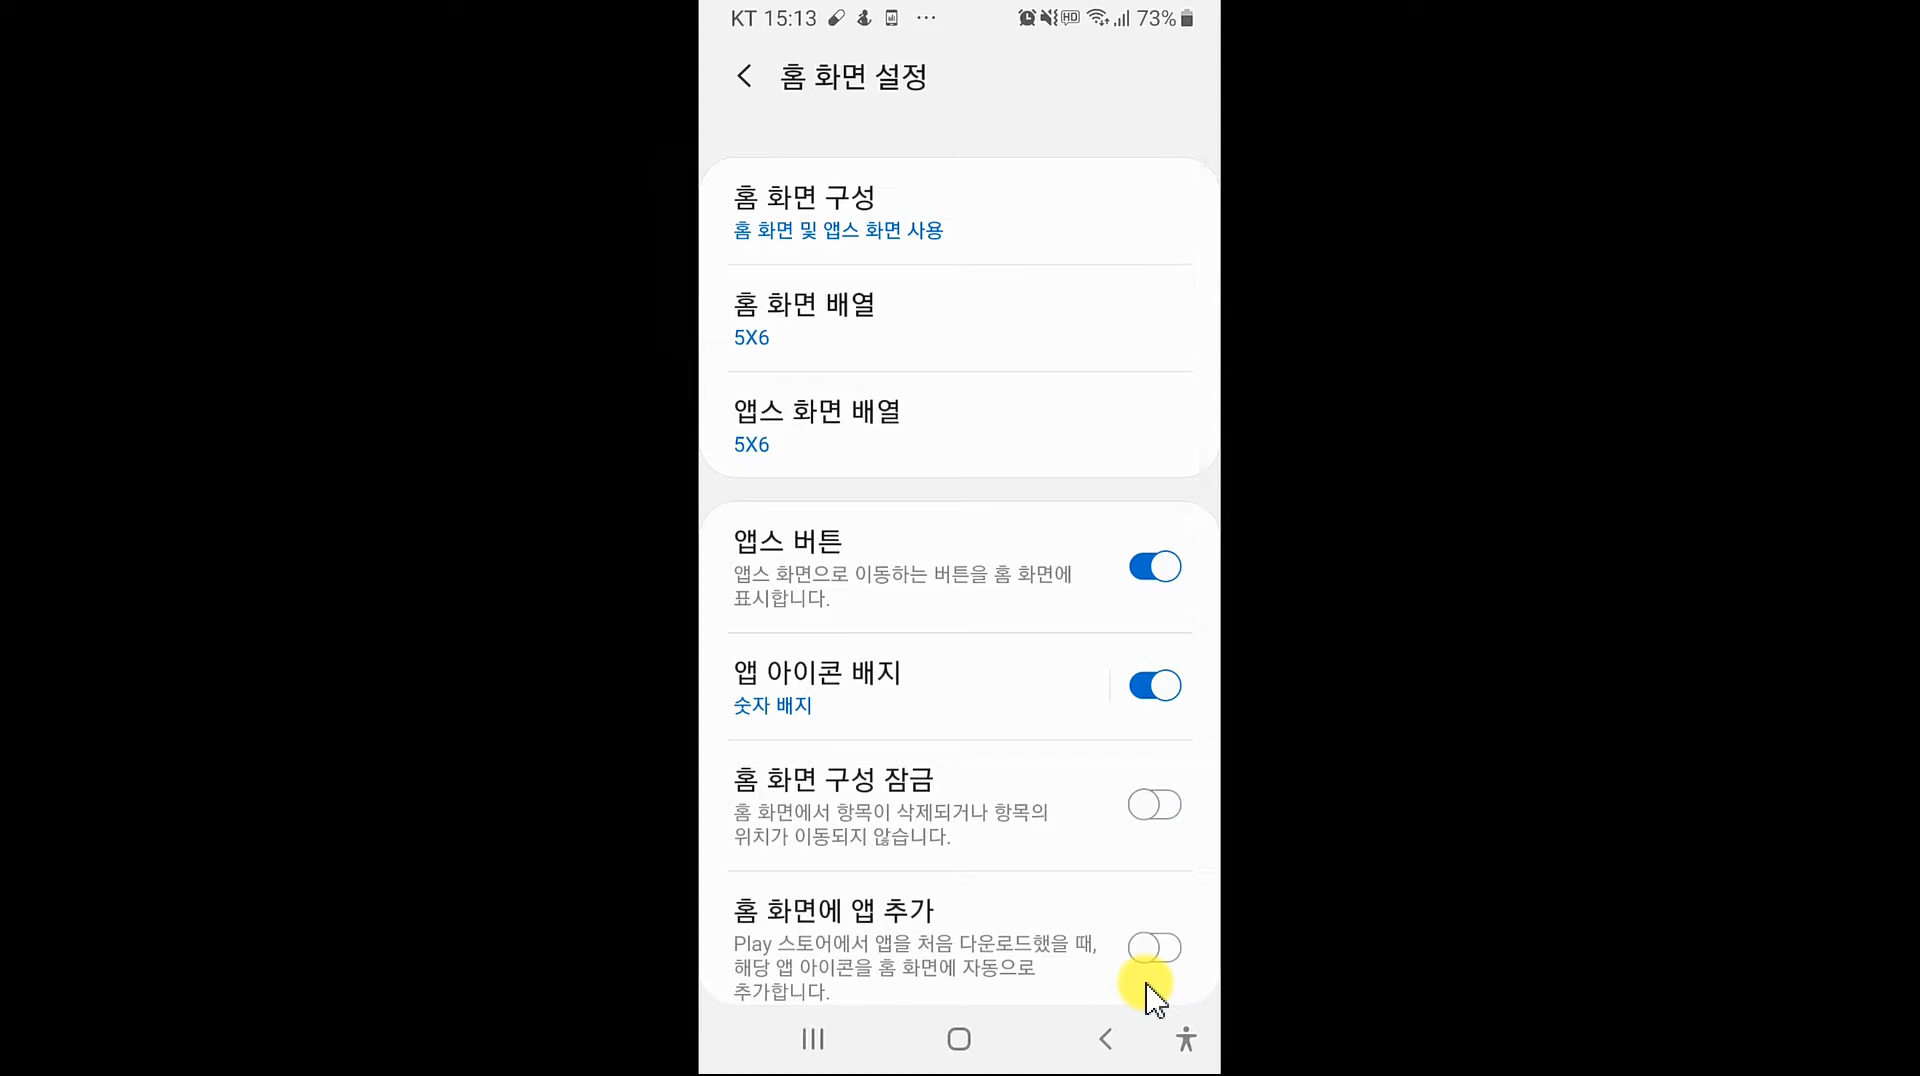 KT 15:13 ... HD 73%
홈 화면 설정
홈 화면 구성
홈 화면 및 앱스 화면 사용
홈 화면 배열
5X6
앱스 화면 배열
5X6
앱스 버튼
앱스 화면으로 이동하는 버튼을 홈 화면에
표시합니다.
앱 아이콘 배지
숫자 배지
홈 화면 구성 잠금
홈 화면에서 항목이 삭제되거나 항목의
위치가 이동되지 않습니다.
홈 화면에 앱 추가
Play 스토어에서 앱을 처음 다운로드했을 때,
해당 앱 아이콘을 홈 화면에 자동으로
추가합니다.